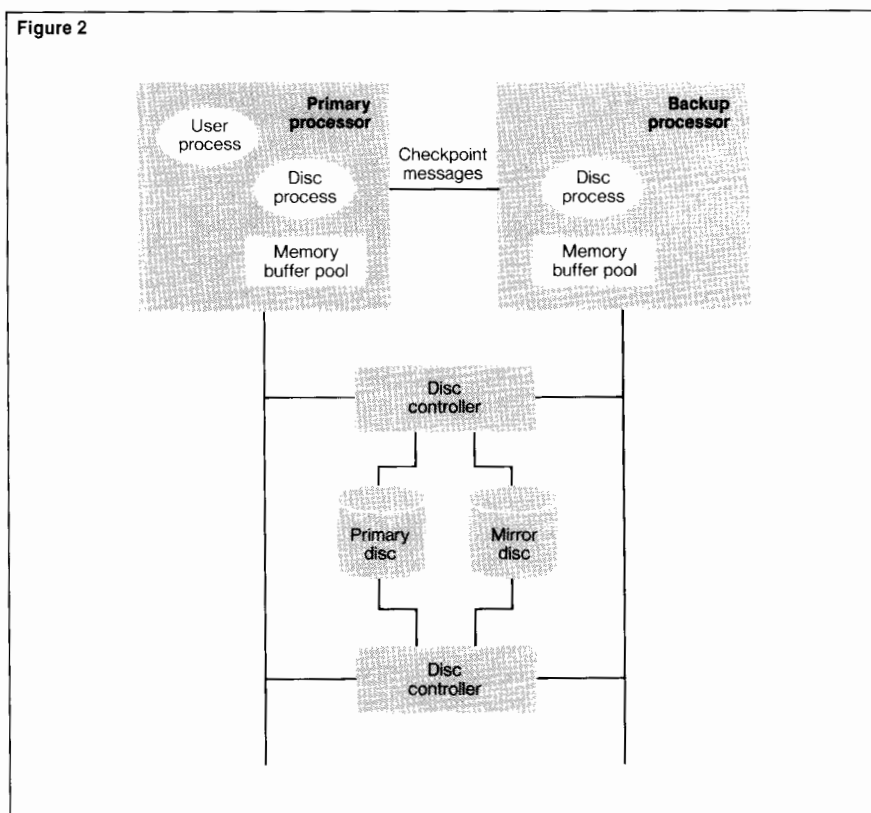 Figure 2
Primary
processor
User
process
Disc
process
Memory
buffer pool
Checkpoint
messages
Backup
processor
Disc
process
Memory
buffer pool
Disc
controller
Primary
disc
Mirror
disc
Disc
controller